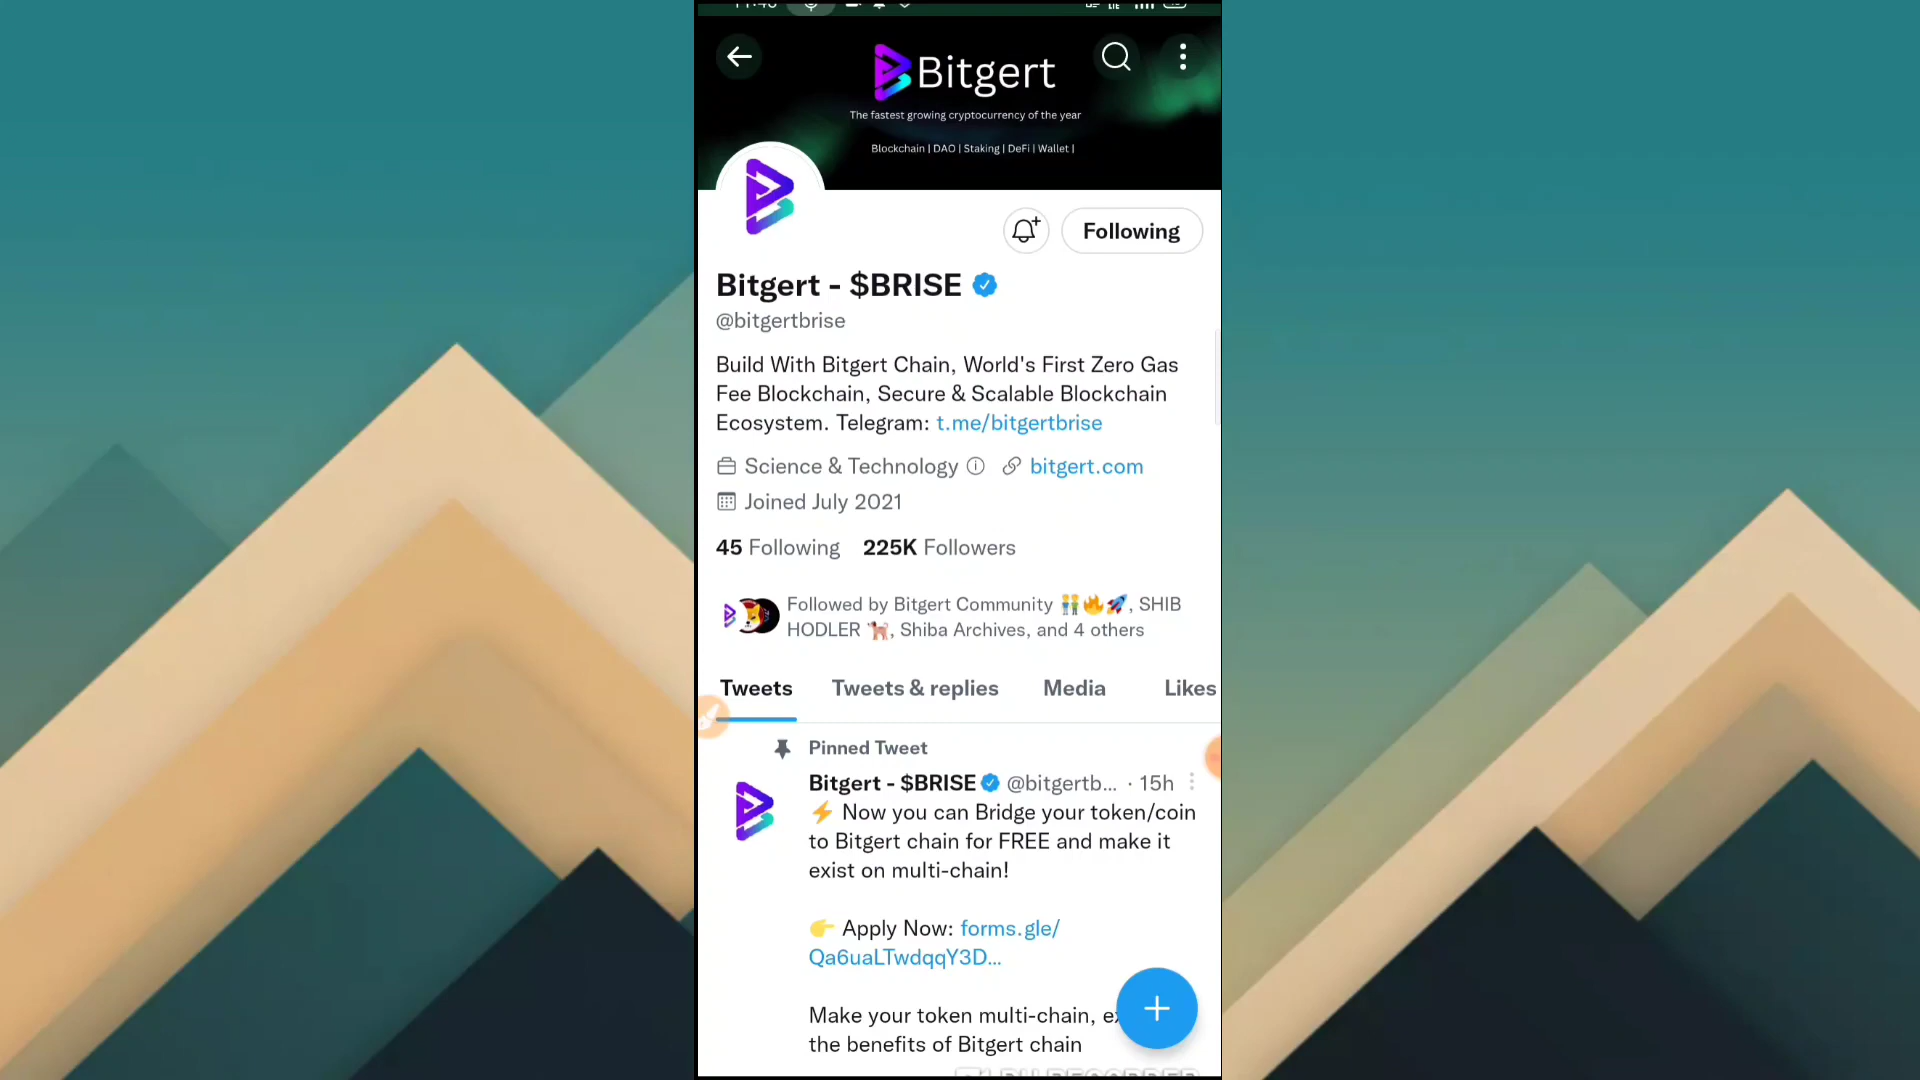 Bitgert
The fastest growing cryptocurrency of the year
Blockchain | DAO | Staking | DeFi | Wallet |
Following
Bitgert - $BRISE
@bitgertbrise
Build With Bitgert Chain, World's First Zero Gas
Fee Blockchain, Secure & Scalable Blockchain
Ecosystem. Telegram: t.me/bitgertbrise
Science & Technology bitgert.com
Joined July 2021
45 Following 225K Followers
Followed by Bitgert Community 👬🔥🚀, SHIB
HODLER 🐕, Shiba Archives, and 4 others
Tweets Tweets & replies Media Likes
Pinned Tweet
Bitgert - $BRISE @bitgertb... · 15h
⚡ Now you can Bridge your token/coin
to Bitgert chain for FREE and make it
exist on multi-chain!
👉 Apply Now: forms.gle/
Qa6uaLTwdqqY3D...
Make your token multi-chain,
the benefits of Bitgert chain